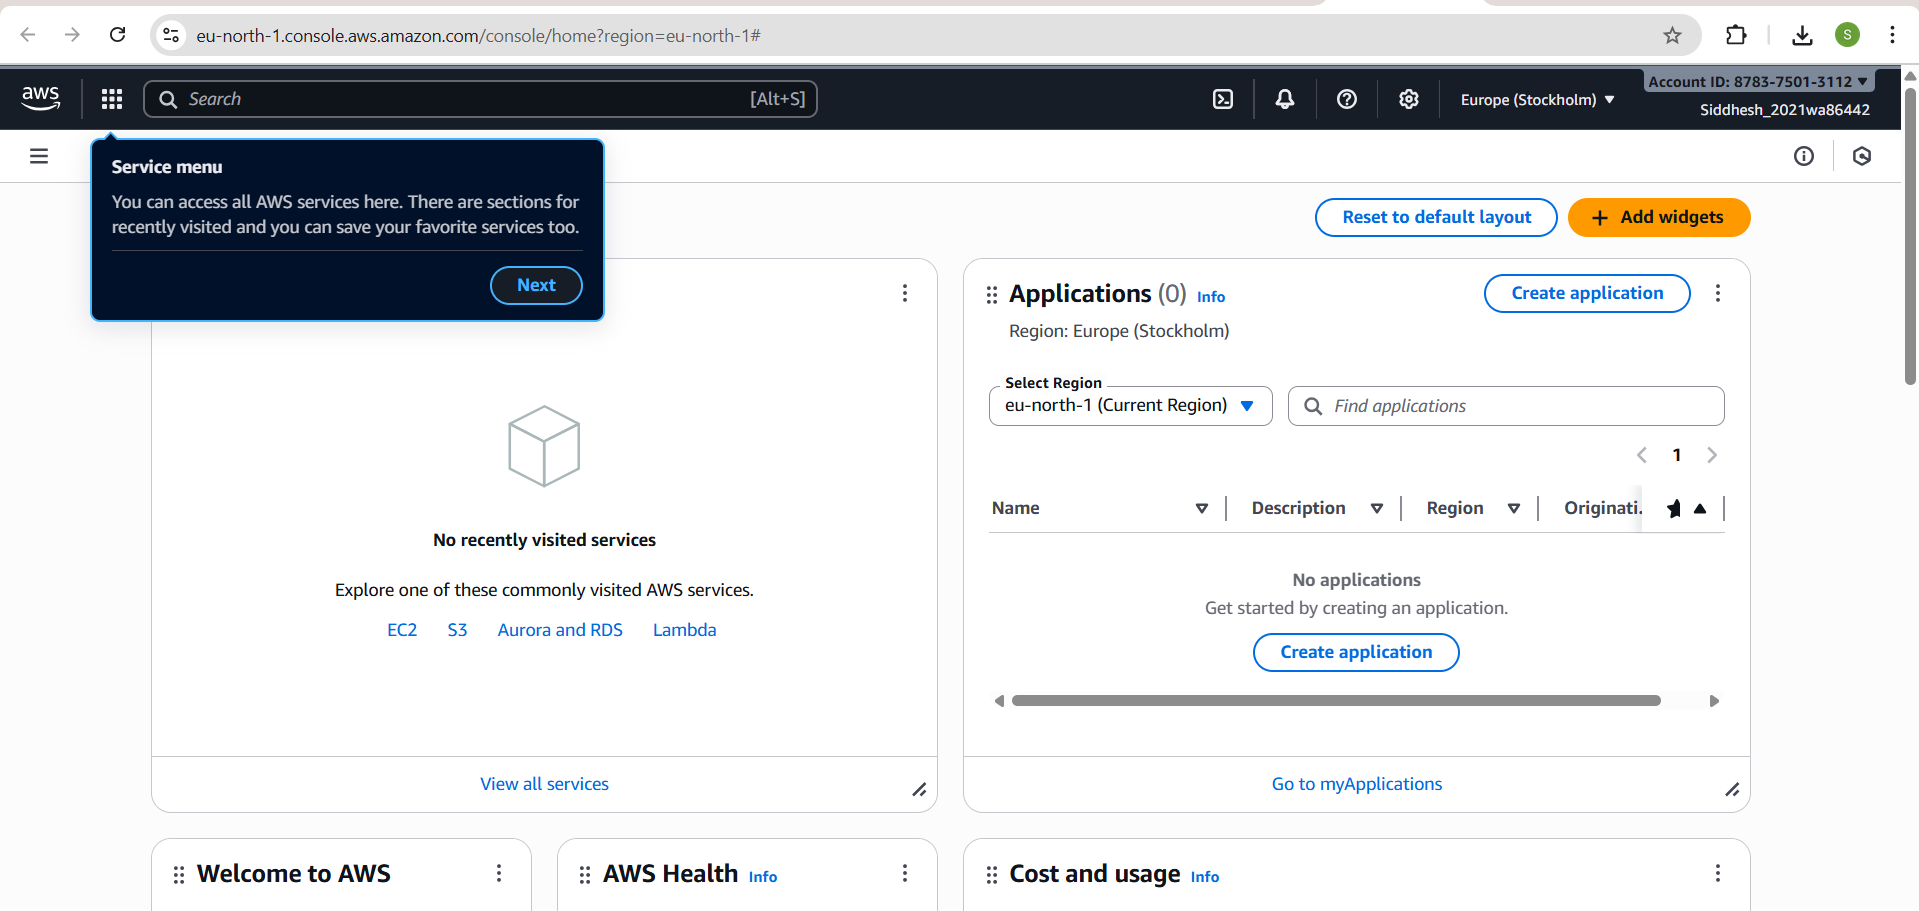 eu-north-1.console.aws.amazon.com/console/home?region=eu-north-1#
S
aws
Search
[Alt+S]
Europe (Stockholm)
Account ID: 8783-7501-3112
Siddhesh_2021wa86442
Service menu
You can access all AWS services here. There are sections for
recently visited and you can save your favorite services too.
Next
Reset to default layout
Add widgets
No recently visited services
Explore one of these commonly visited AWS services.
EC2 S3 Aurora and RDS Lambda
View all services
Applications (0) Info
Create application
Region: Europe (Stockholm)
Select Region
eu-north-1 (Current Region)
Find applications
1
Name Description Region Originati.
No applications
Get started by creating an application.
Create application
Go to myApplications
Welcome to AWS
AWS Health Info
Cost and usage Info